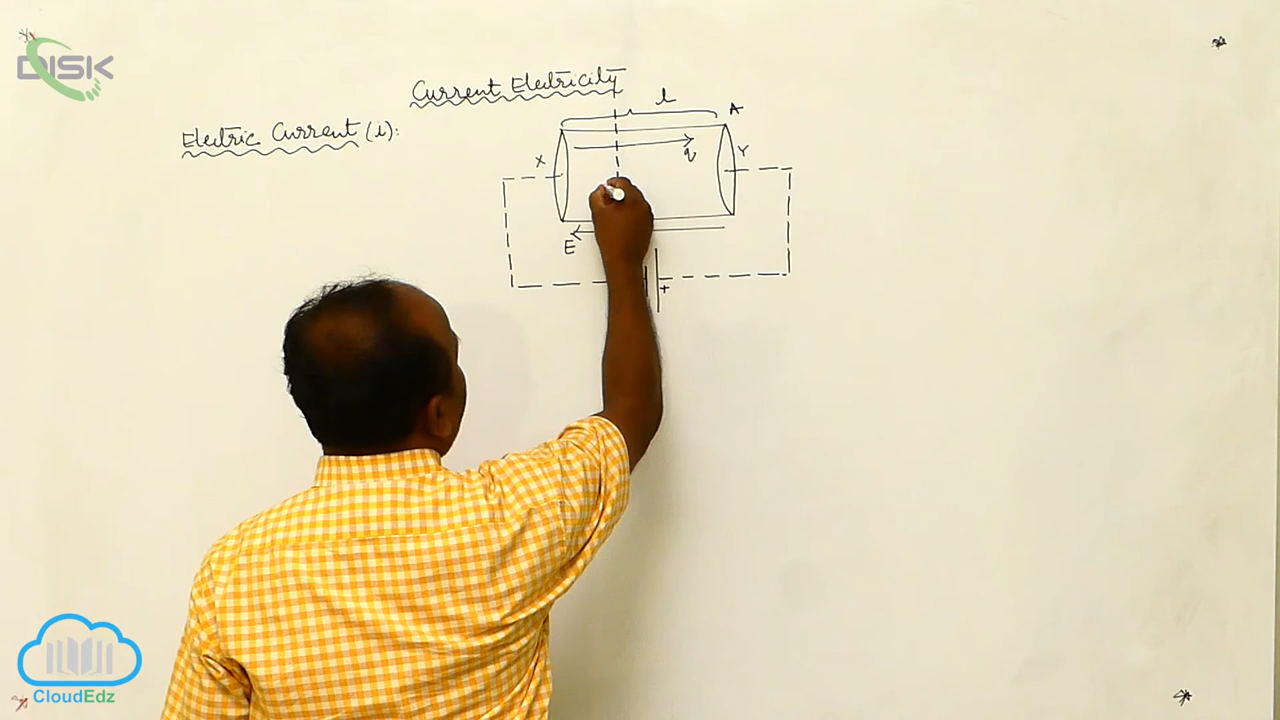 DISK
Current Electricity
Electric Current (i):
l
A
X
Y
q
E
+
CloudEdz